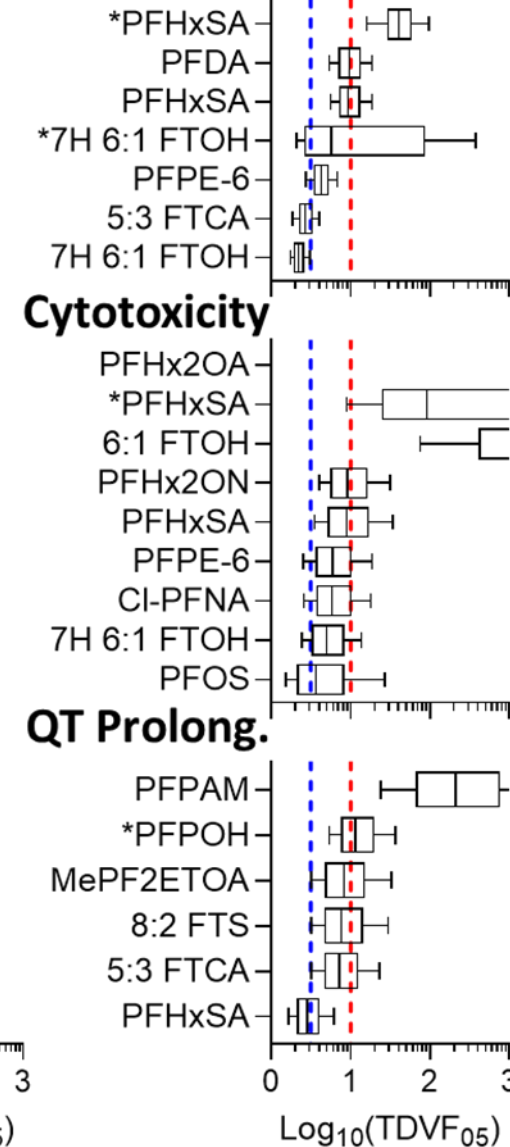 *PFHxSA
PFDA
PFHxSA
*7H 6:1 FTOH
PFPE-6
5:3 FTCA
7H 6:1 FTOH
Cytotoxicity
PFHx2OA
*PFHxSA
6:1 FTOH
PFHx2ON
PFHxSA
PFPE-6
Cl-PFNA
7H 6:1 FTOH
PFOS
QT Prolong.
PFPAM
*PFPOH
MePF2ETOA
8:2 FTS
5:3 FTCA
PFHxSA
3 0 1 2 3
5) Log10(TDVF05)